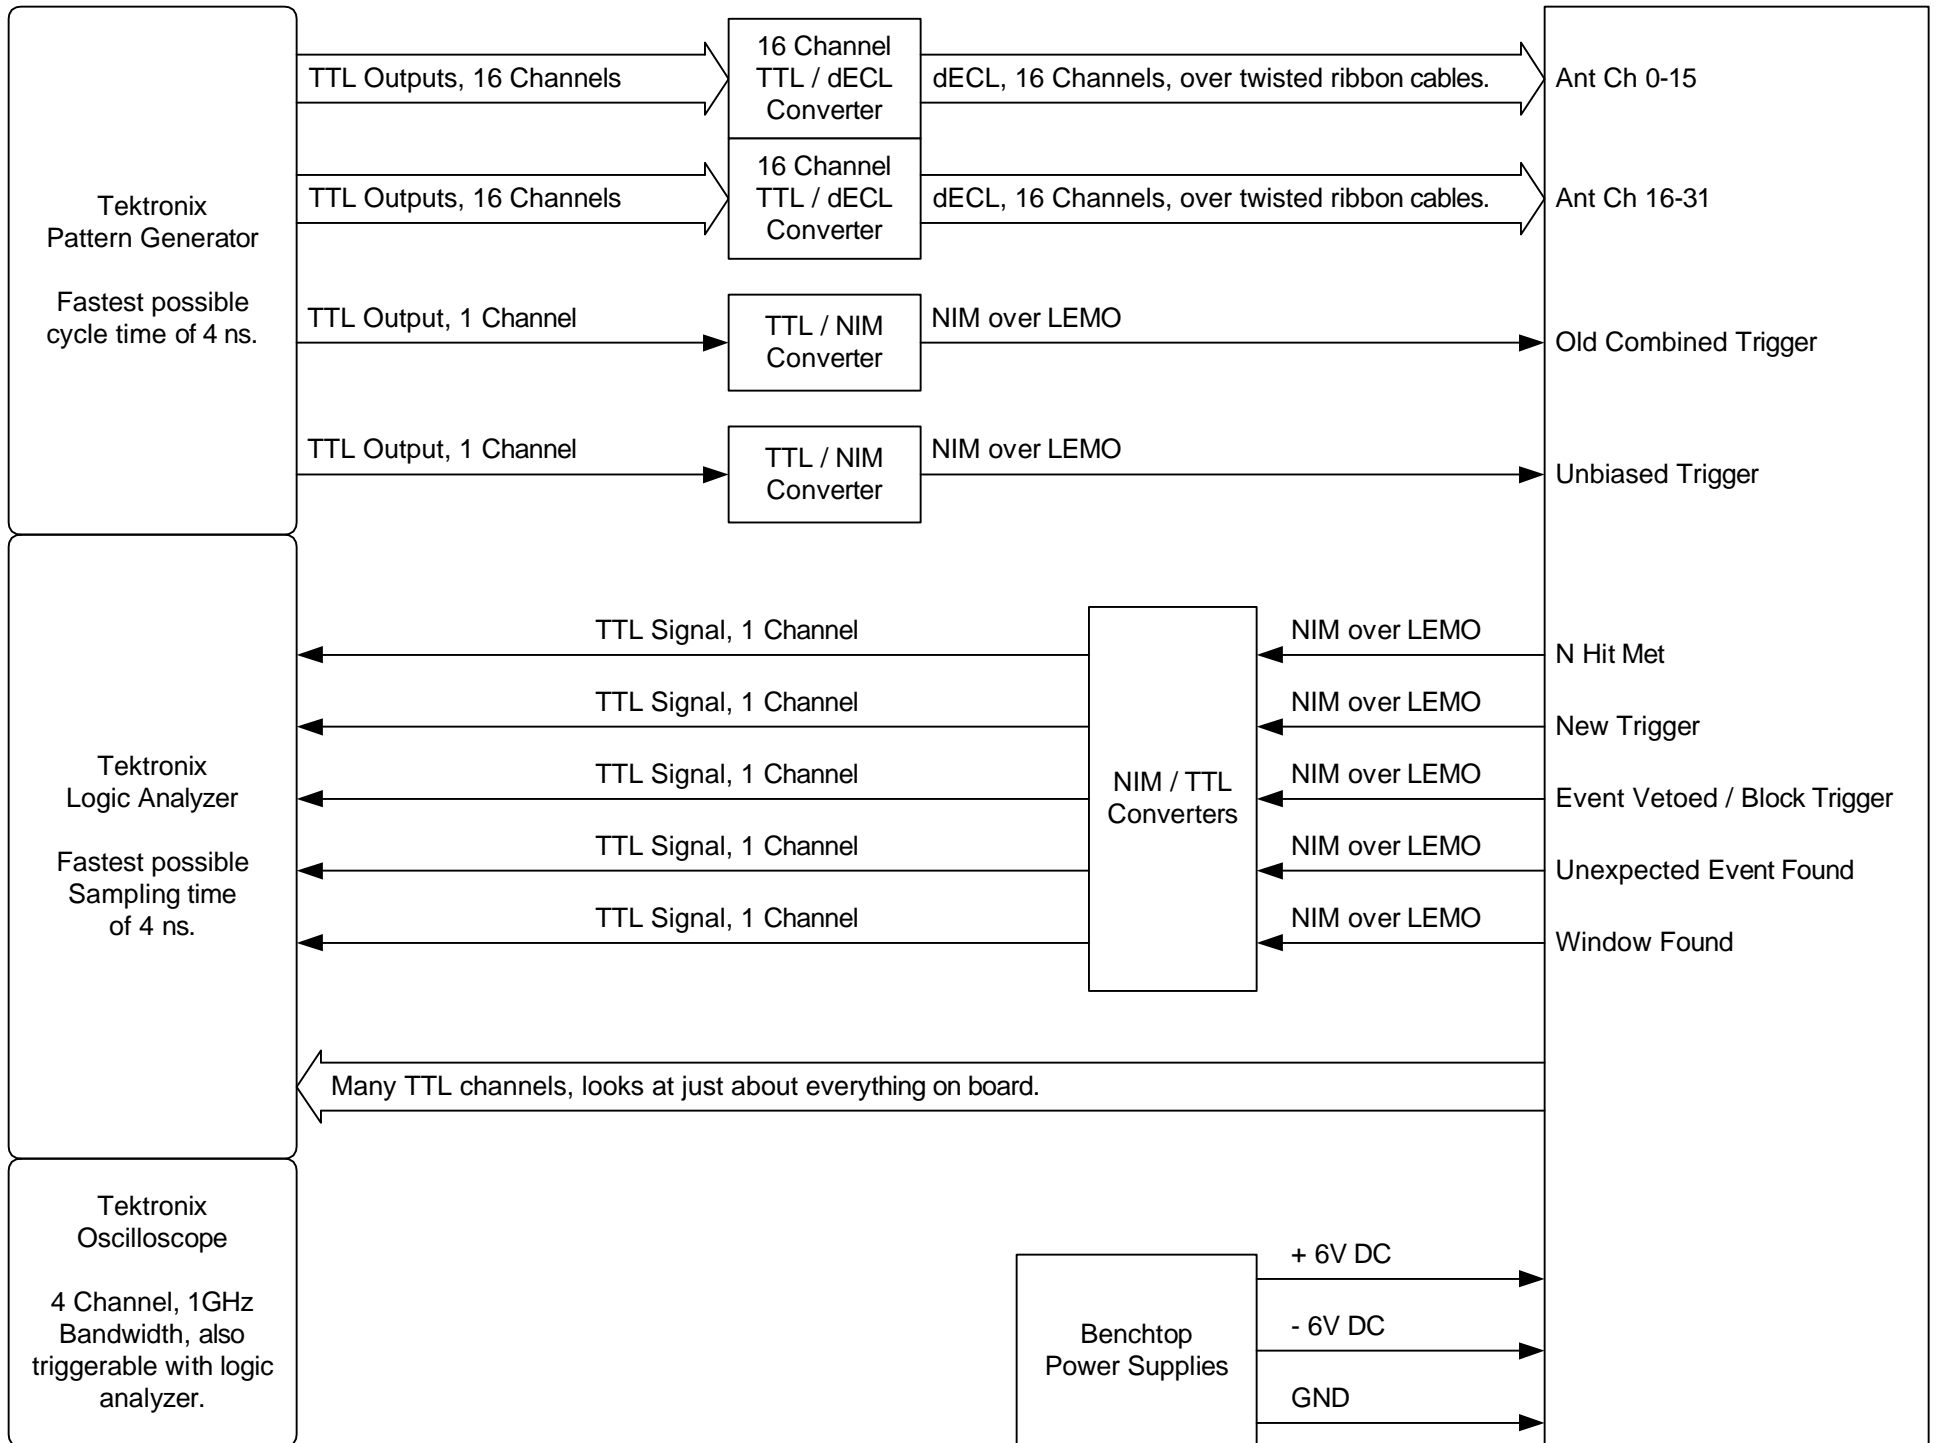 Tektronix
Pattern Generator
Fastest possible
cycle time of 4 ns.
TTL Outputs, 16 Channels
16 Channel
TTL / dECL
Converter
dECL, 16 Channels, over twisted ribbon cables.
Ant Ch 0-15
TTL Outputs, 16 Channels
16 Channel
TTL / dECL
Converter
dECL, 16 Channels, over twisted ribbon cables.
Ant Ch 16-31
TTL Output, 1 Channel
TTL / NIM
Converter
NIM over LEMO
Old Combined Trigger
TTL Output, 1 Channel
TTL / NIM
Converter
NIM over LEMO
Unbiased Trigger
Tektronix
Logic Analyzer
Fastest possible
Sampling time
of 4 ns.
TTL Signal, 1 Channel
TTL Signal, 1 Channel
TTL Signal, 1 Channel
TTL Signal, 1 Channel
TTL Signal, 1 Channel
NIM / TTL
Converters
NIM over LEMO
N Hit Met
NIM over LEMO
New Trigger
NIM over LEMO
Event Vetoed / Block Trigger
NIM over LEMO
Unexpected Event Found
NIM over LEMO
Window Found
Many TTL channels, looks at just about everything on board.
Tektronix
Oscilloscope
4 Channel, 1GHz
Bandwidth, also
triggerable with logic
analyzer.
Benchtop
Power Supplies
+ 6V DC
- 6V DC
GND